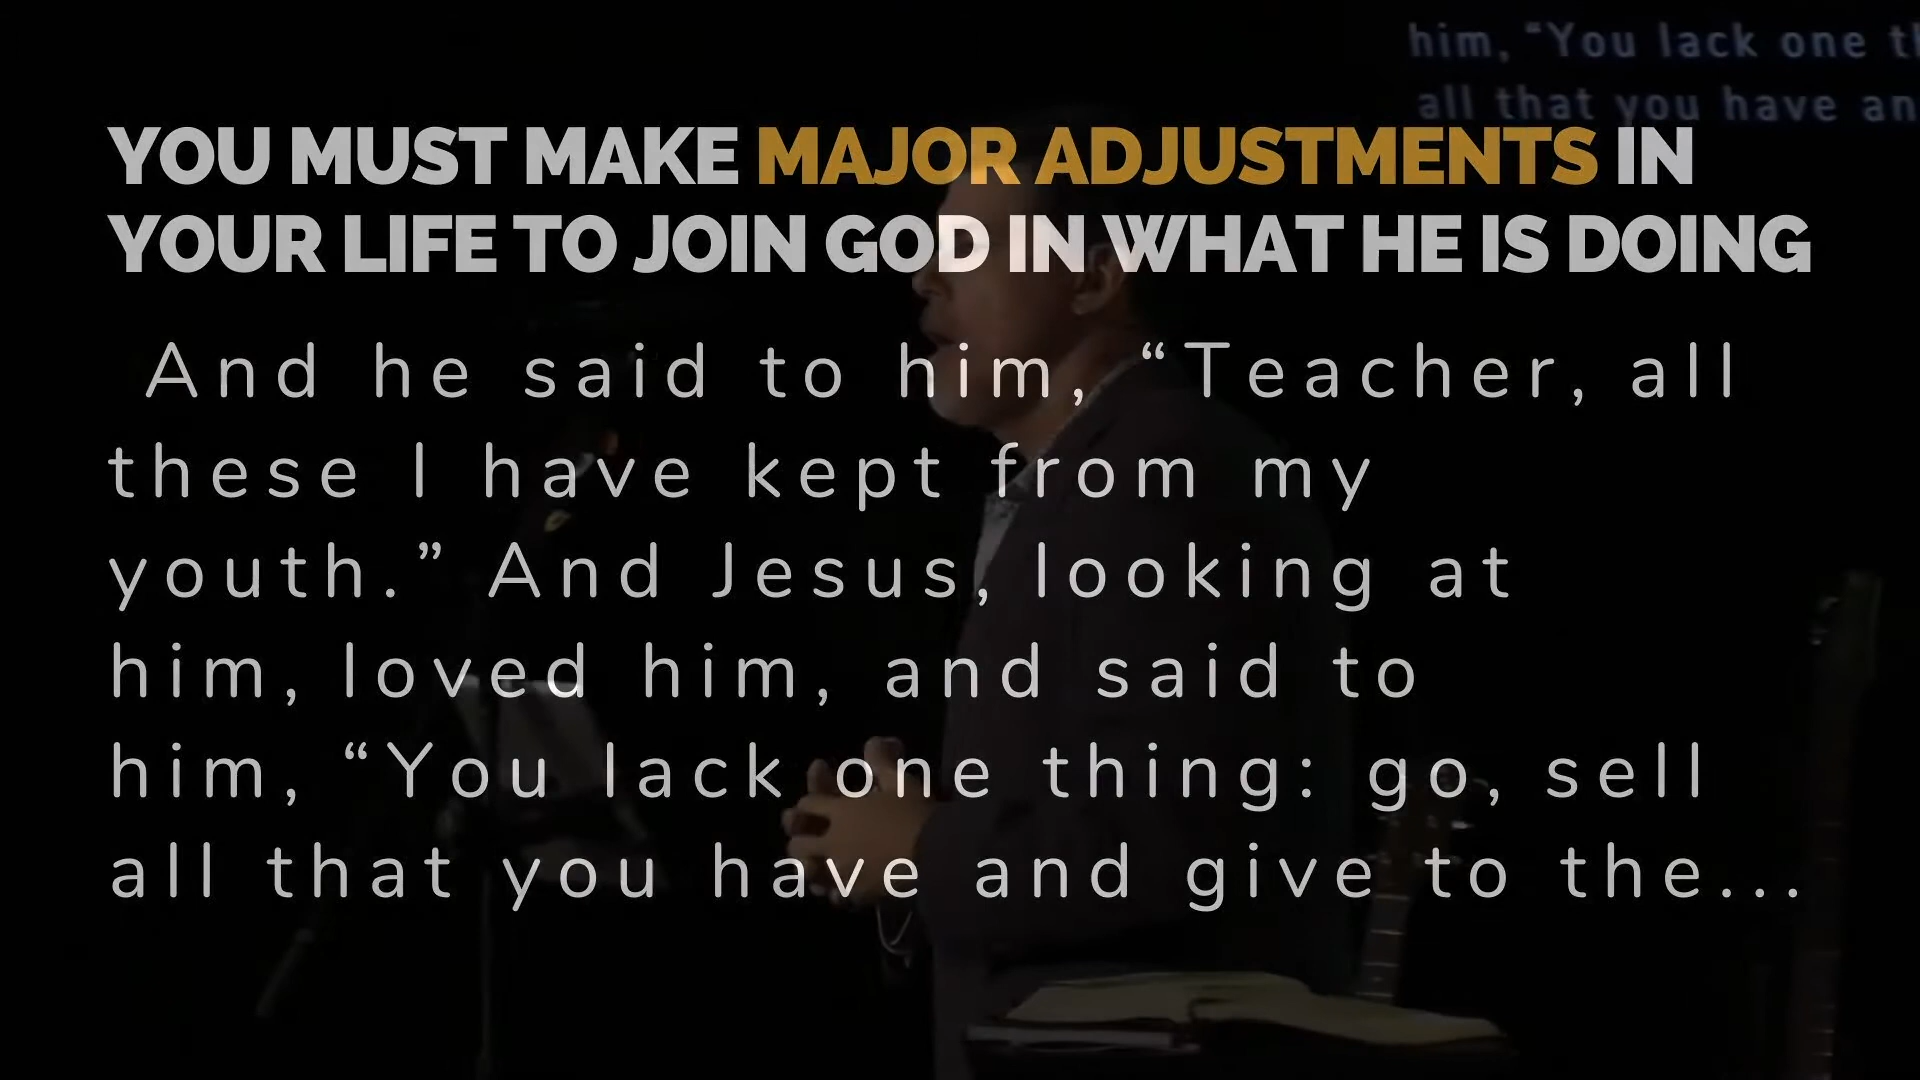 him, “You lack one
all that you have
YOU MUST MAKE MAJOR ADJUSTMENTS IN
YOUR LIFE TO JOIN GOD IN WHAT HE IS DOING
And he said to him, “Teacher, all
these I have kept from my
youth.” And Jesus, looking at
him, loved him, and said to
him, “You lack one thing: go, sell
all that you have and give to the...